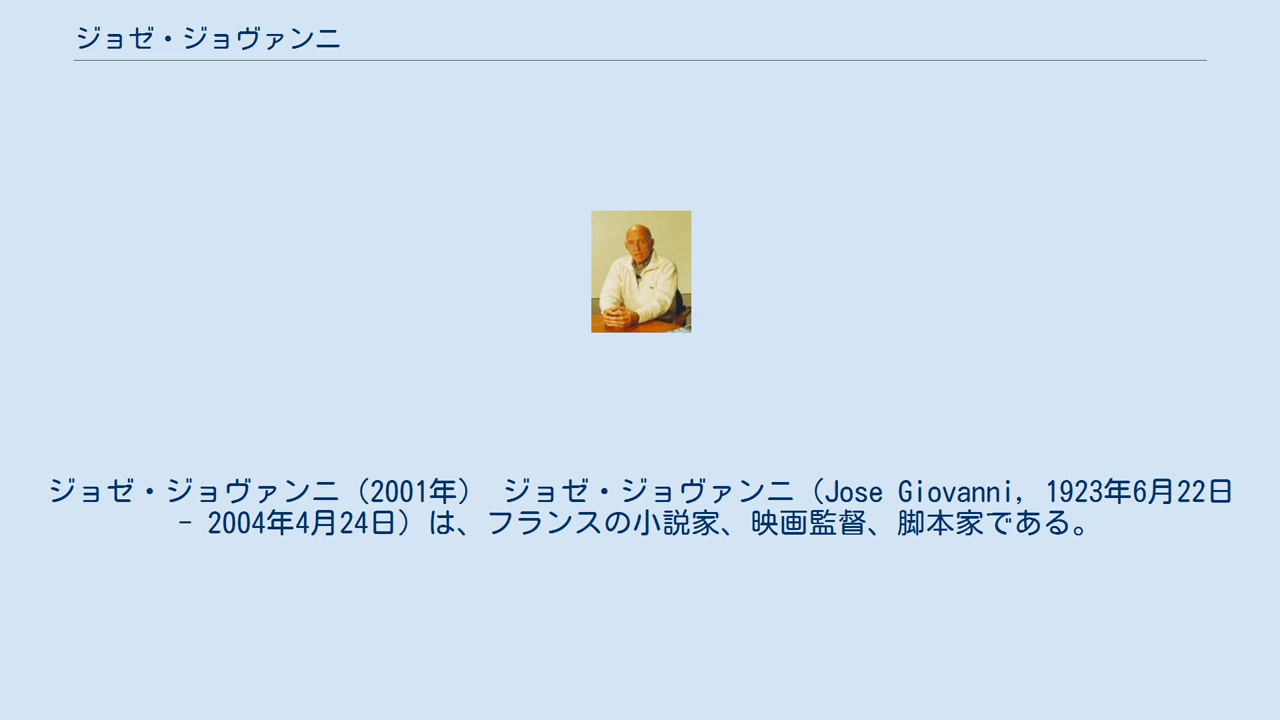 ジョゼ・ジョヴァンニ
ジョゼ・ジョヴァンニ（2001年） ジョゼ・ジョヴァンニ（Jose Giovanni, 1923年6月22日
- 2004年4月24日）は、フランスの小説家、映画監督、脚本家である。